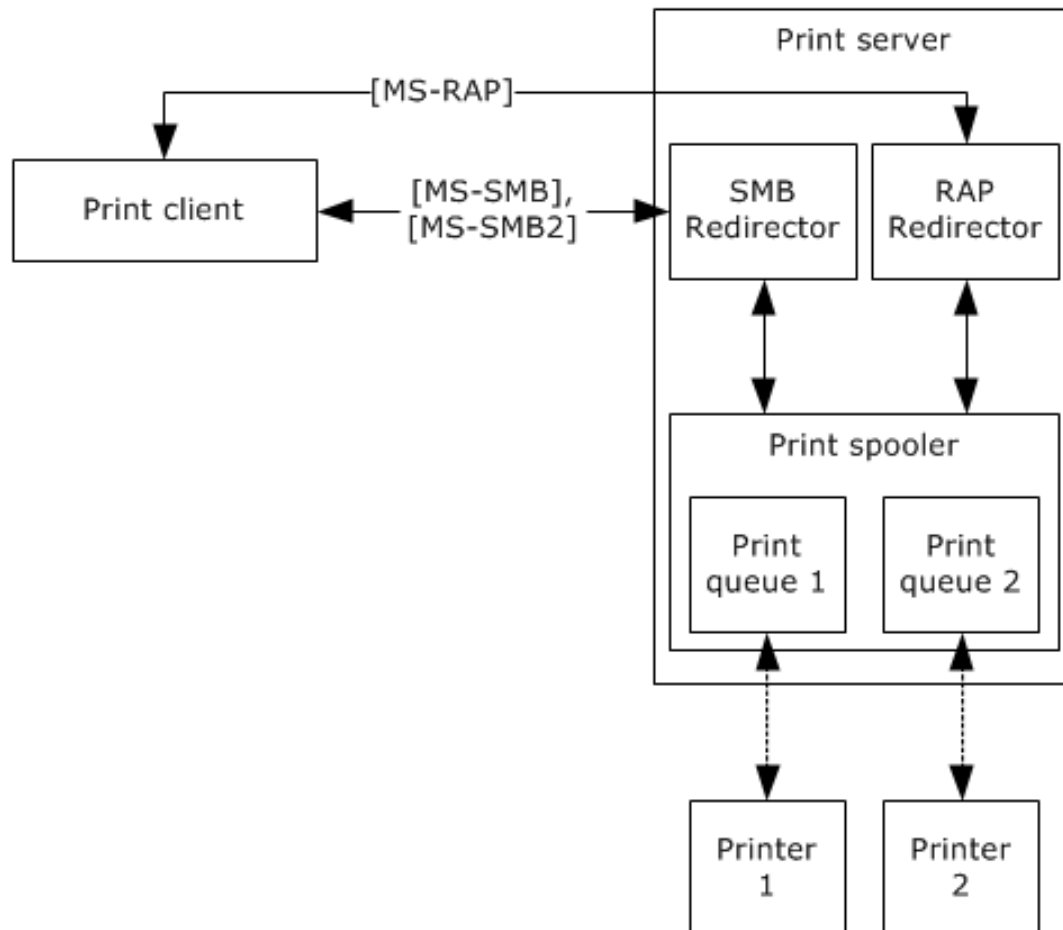 Print server
[MS-RAP]
Print client
[MS-SMB],
[MS-SMB2]
SMB
Redirector
RAP
Redirector
Print spooler
Print
queue 1
Print
queue 2
Printer
1
Printer
2